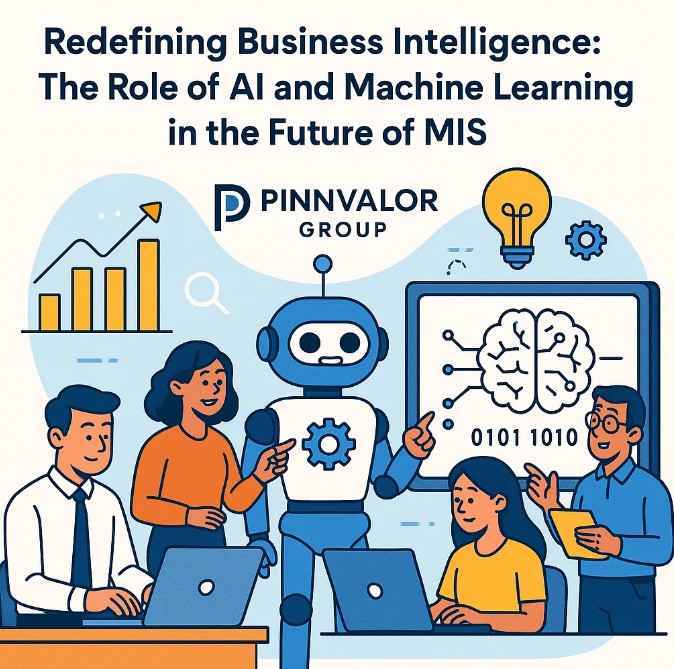 Redefining Business Intelligence:
The Role of AI and Machine Learning
in the Future of MIS
PINNVALOR
GROUP
0101 1010